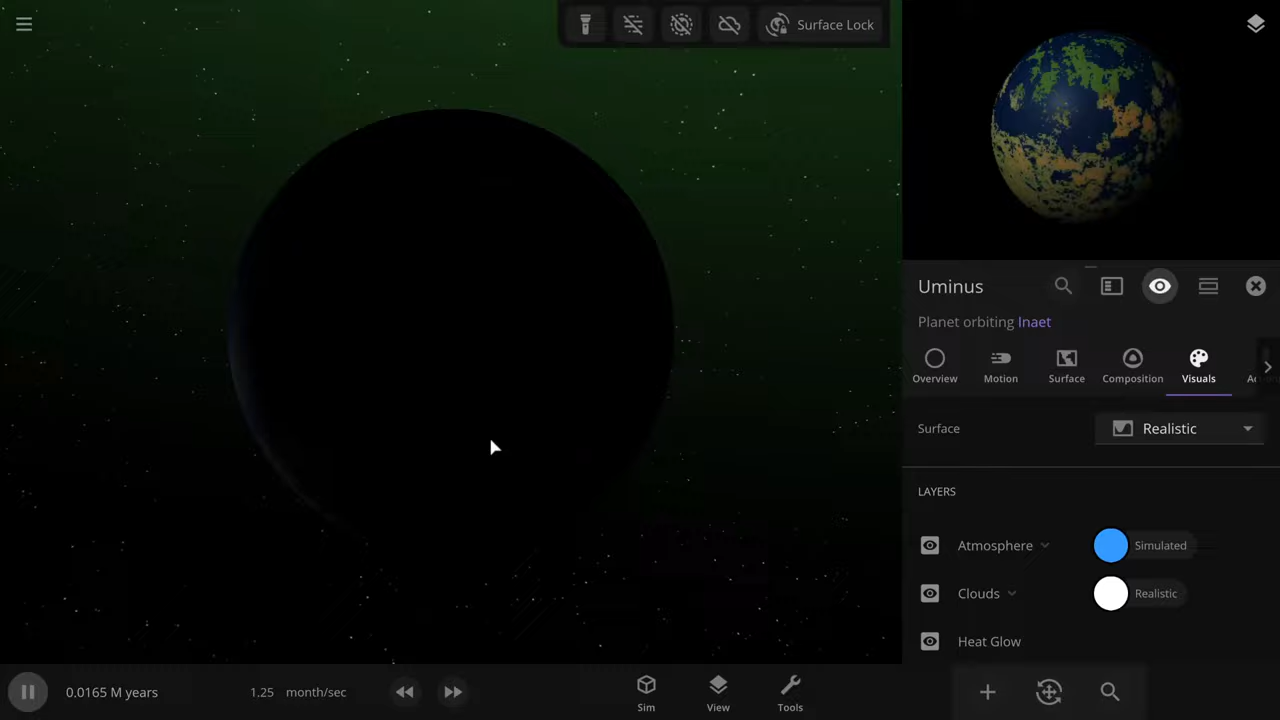 Surface Lock
Uminus
Planet orbiting Inaet
Overview
Motion
Surface
Composition
Visuals
Surface
Realistic
LAYERS
Atmosphere
Simulated
Clouds
Realistic
Heat Glow
0.0165 M years
1.25 month/sec
Sim
View
Tools